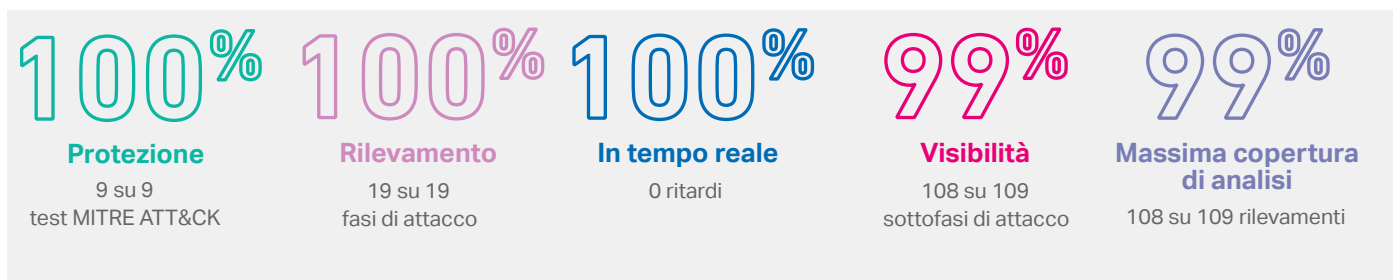 100%
Protezione
9 su 9
test MITRE ATT&CK
100%
Rilevamento
19 su 19
fasi di attacco
100%
In tempo reale
0 ritardi
99%
Visibilità
108 su 109
sottofasi di attacco
99%
Massima copertura
di analisi
108 su 109 rilevamenti